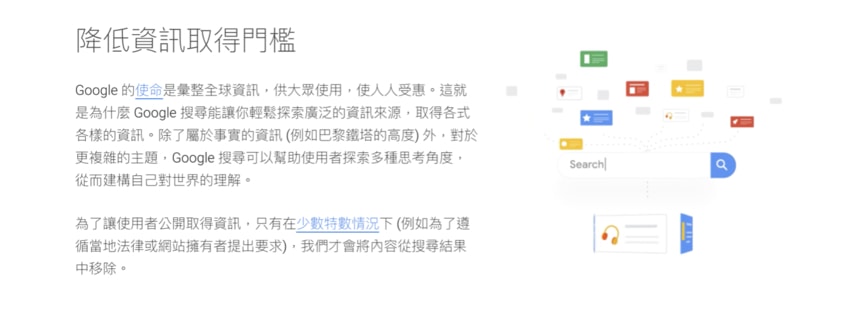 降低資訊取得門檻
Google 的使命是彙整全球資訊，供大眾使用，使人人受惠。這就
是為什麼 Google 搜尋能讓你輕鬆探索廣泛的資訊來源，取得各式
各樣的資訊。除了屬於事實的資訊 (例如巴黎鐵塔的高度) 外，對於
更複雜的主題，Google 搜尋可以幫助使用者探索多種思考角度，
從而建構自己對世界的理解。
為了讓使用者公開取得資訊，只有在少數特數情況下 (例如為了遵
循當地法律或網站擁有者提出要求)，我們才會將內容從搜尋結果
中移除。
Search